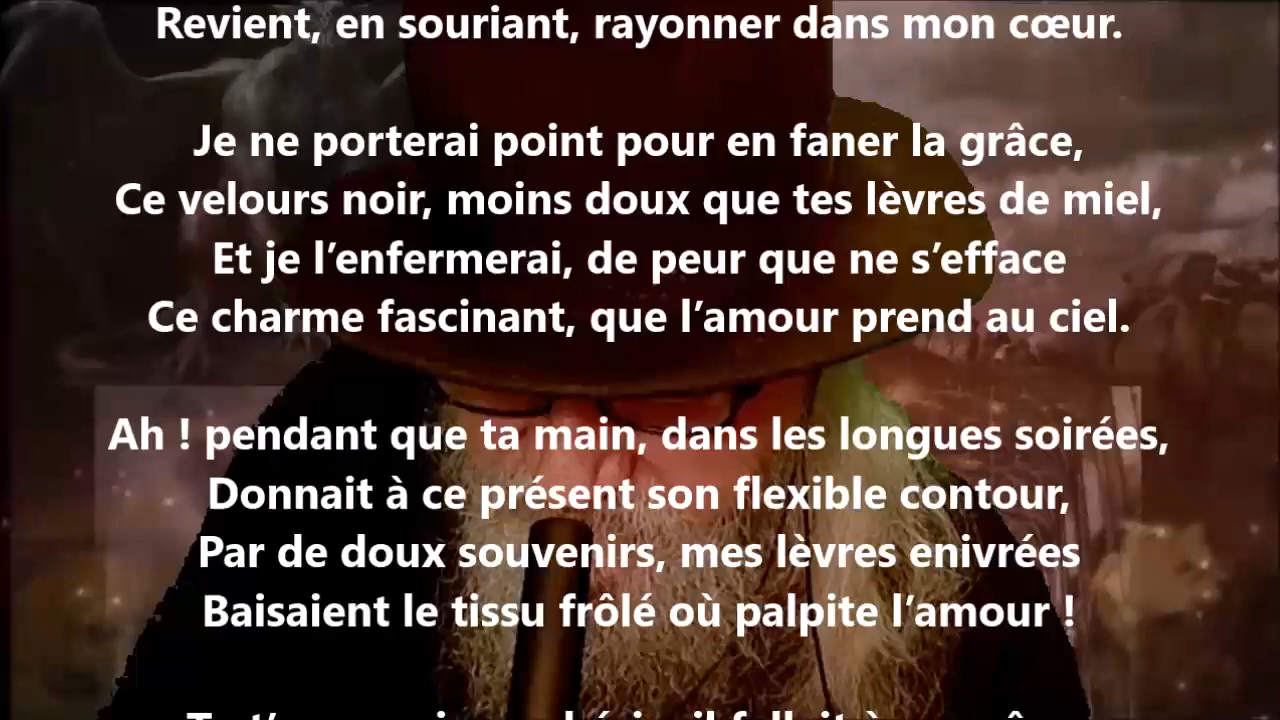 Revient, en souriant, rayonner dans mon cœur.
Je ne porterai point pour en faner la grâce,
Ce velours noir, moins doux que tes lèvres de miel,
Et je l’enfermerai, de peur que ne s’efface
Ce charme fascinant, que l’amour prend au ciel.
Ah ! pendant que ta main, dans les longues soirées,
Donnait à ce présent son flexible contour,
Par de doux souvenirs, mes lèvres enivrées
Baisaient le tissu frôlé où palpite l’amour !